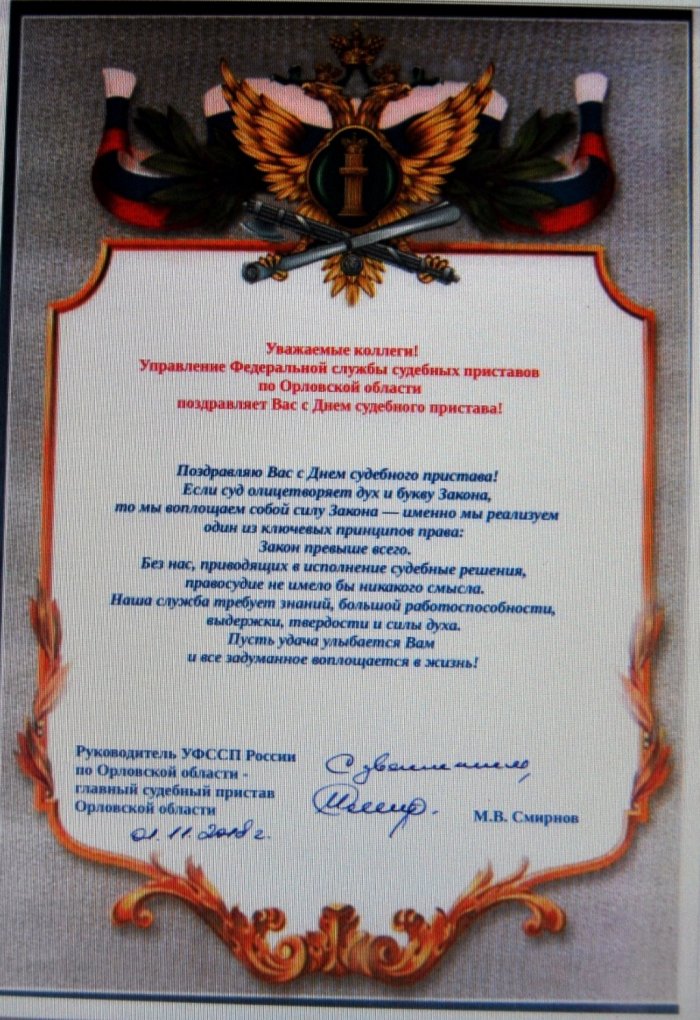 Уважаемые коллеги!
Управление Федеральной службы судебных приставов
по Орловской области
поздравляет Вас с Днем судебного пристава!
Поздравляю Вас с Днем судебного пристава!
Если суд олицетворяет дух и букву Закона,
то мы воплощаем собой силу Закона — именно мы реализуем
один из ключевых принципов права:
Закон превыше всего.
Без нас, приводящих в исполнение судебные решения,
правосудие не имело бы никакого смысла.
Наша служба требует знаний, большой работоспособности,
выдержки, твердости и силы духа.
Пусть удача улыбается Вам
и все задуманное воплощается в жизнь!
Руководитель УФССП России
по Орловской области -
главный судебный пристав
Орловской области
С уважением,
М.В. Смирнов
01.11.2018 г.